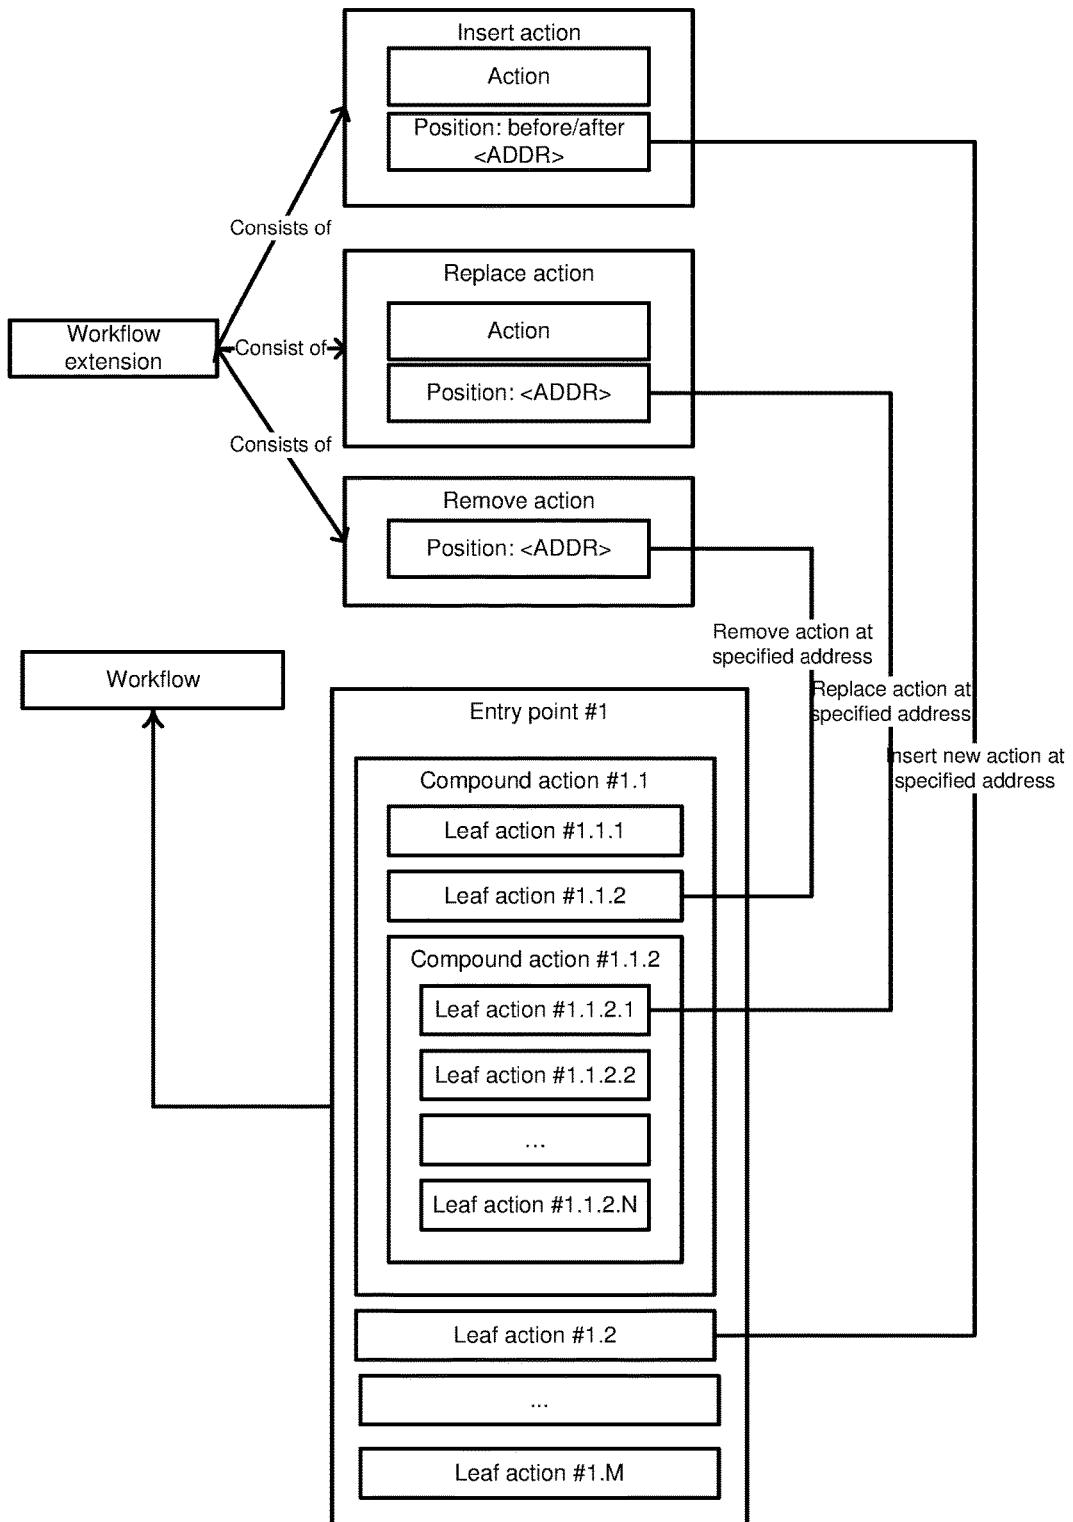 Insert action
Action
Position: before/after
<ADDR>
Consists of
Replace action
Action
Workflow
extension
Consist of
Position: <ADDR>
Consists of
Remove action
Position: <ADDR>
Remove action at
specified address
Workflow
Replace action at
specified address
Entry point #1
Insert new action at
specified address
Compound action #1.1
Leaf action #1.1.1
Leaf action #1.1.2
Compound action #1.1.2
Leaf action #1.1.2.1
Leaf action #1.1.2.2
...
Leaf action #1.1.2.N
Leaf action #1.2
...
Leaf action #1.M